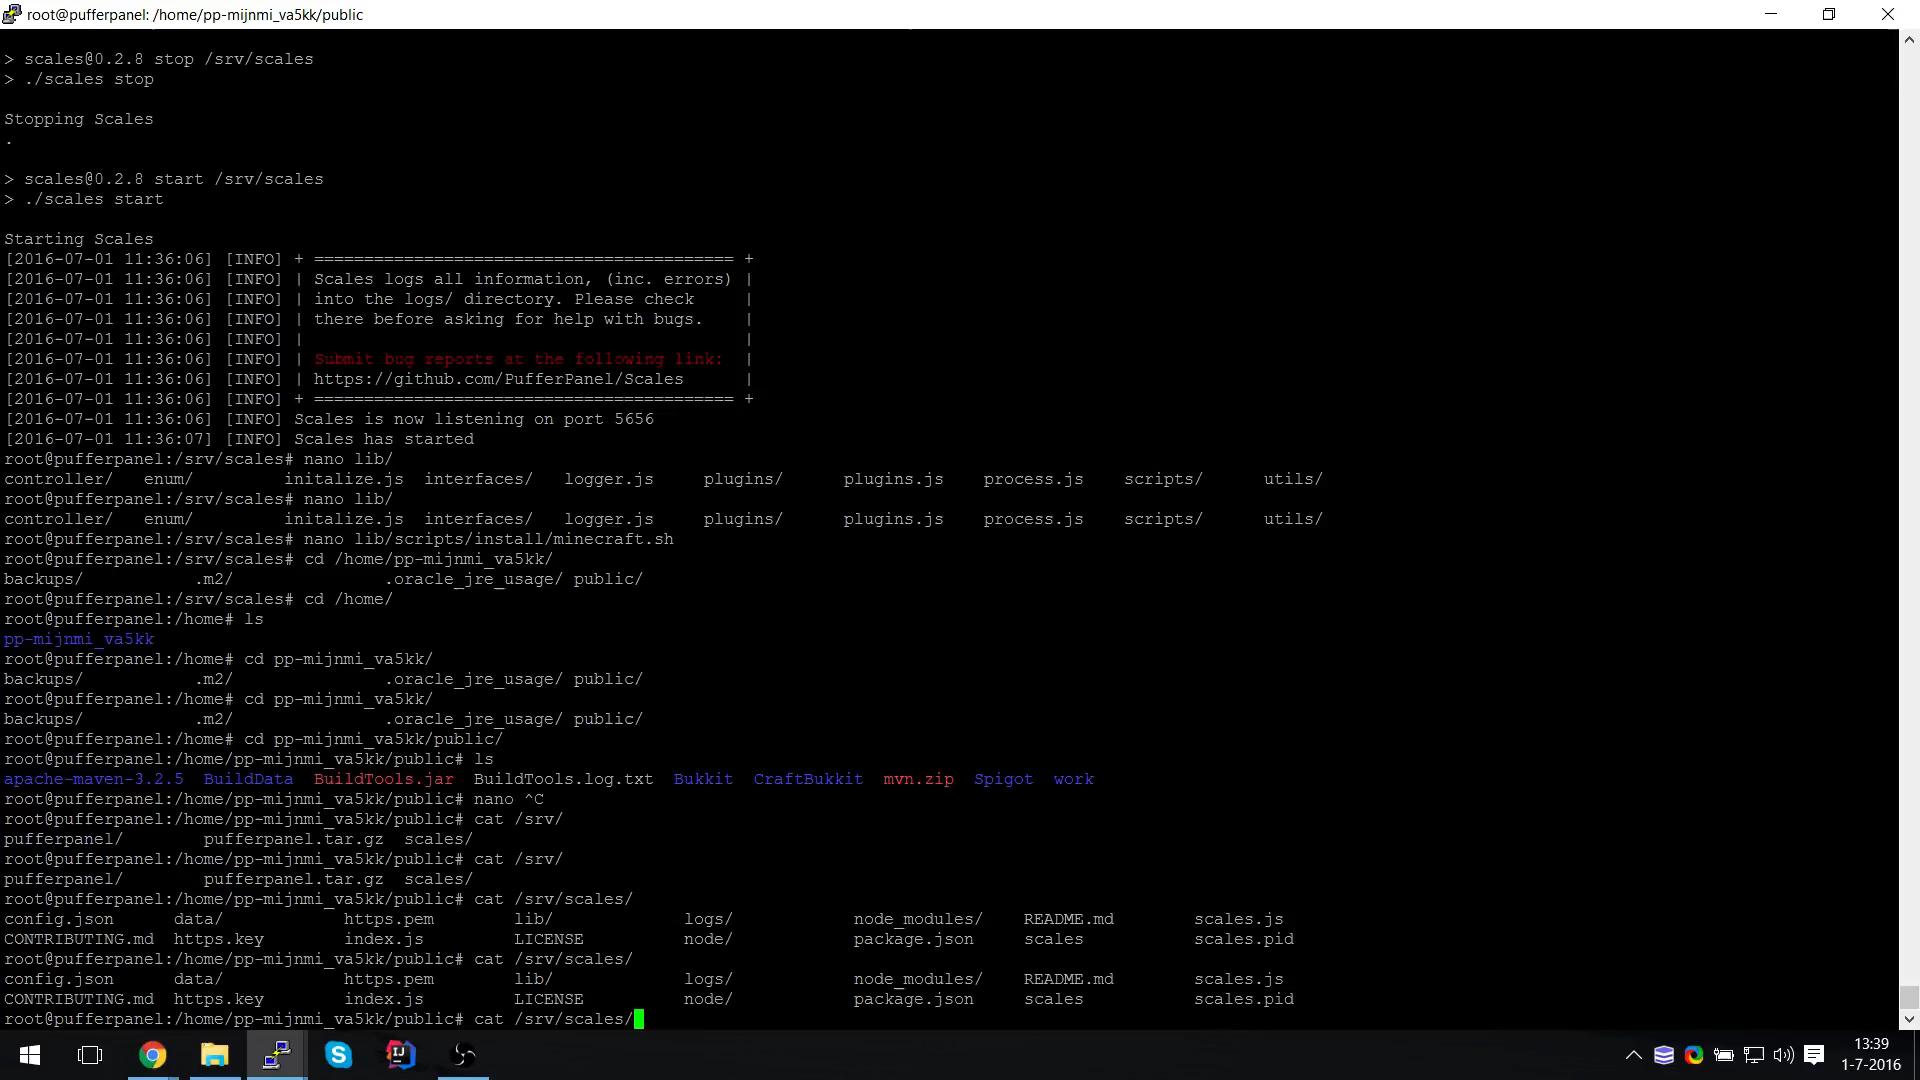 root@pufferpanel: /home/pp-mijnmi_va5kk/public
> scales@0.2.8 stop /srv/scales
> ./scales stop
Stopping Scales
.
> scales@0.2.8 start /srv/scales
> ./scales start
Starting Scales
[2016-07-01 11:36:06] [INFO] + ========================================== +
[2016-07-01 11:36:06] [INFO] | Scales logs all information, (inc. errors) |
[2016-07-01 11:36:06] [INFO] | into the logs/ directory. Please check     |
[2016-07-01 11:36:06] [INFO] | there before asking for help with bugs.    |
[2016-07-01 11:36:06] [INFO] |                                            |
[2016-07-01 11:36:06] [INFO] | Submit bug reports at the following link:  |
[2016-07-01 11:36:06] [INFO] | https://github.com/PufferPanel/Scales      |
[2016-07-01 11:36:06] [INFO] + ========================================== +
[2016-07-01 11:36:06] [INFO] Scales is now listening on port 5656
[2016-07-01 11:36:07] [INFO] Scales has started
root@pufferpanel:/srv/scales# nano lib/
controller/   enum/         initalize.js  interfaces/   logger.js     plugins/      plugins.js    process.js    scripts/      utils/
root@pufferpanel:/srv/scales# nano lib/
controller/   enum/         initalize.js  interfaces/   logger.js     plugins/      plugins.js    process.js    scripts/      utils/
root@pufferpanel:/srv/scales# nano lib/scripts/install/minecraft.sh
root@pufferpanel:/srv/scales# cd /home/pp-mijnmi_va5kk/
backups/           .m2/               .oracle_jre_usage/ public/
root@pufferpanel:/srv/scales# cd /home/
root@pufferpanel:/home# ls
pp-mijnmi_va5kk
root@pufferpanel:/home# cd pp-mijnmi_va5kk/
backups/           .m2/               .oracle_jre_usage/ public/
root@pufferpanel:/home# cd pp-mijnmi_va5kk/
backups/           .m2/               .oracle_jre_usage/ public/
root@pufferpanel:/home# cd pp-mijnmi_va5kk/public/
root@pufferpanel:/home/pp-mijnmi_va5kk/public# ls
apache-maven-3.2.5  BuildData  BuildTools.jar  BuildTools.log.txt  Bukkit  CraftBukkit  mvn.zip  Spigot  work
root@pufferpanel:/home/pp-mijnmi_va5kk/public# nano ^C
root@pufferpanel:/home/pp-mijnmi_va5kk/public# cat /srv/
pufferpanel/        pufferpanel.tar.gz  scales/
root@pufferpanel:/home/pp-mijnmi_va5kk/public# cat /srv/
pufferpanel/        pufferpanel.tar.gz  scales/
root@pufferpanel:/home/pp-mijnmi_va5kk/public# cat /srv/scales/
config.json      data/            https.pem        lib/             logs/            node_modules/    README.md        scales.js
CONTRIBUTING.md  https.key        index.js         LICENSE          node/            package.json     scales           scales.pid
root@pufferpanel:/home/pp-mijnmi_va5kk/public# cat /srv/scales/
config.json      data/            https.pem        lib/             logs/            node_modules/    README.md        scales.js
CONTRIBUTING.md  https.key        index.js         LICENSE          node/            package.json     scales           scales.pid
root@pufferpanel:/home/pp-mijnmi_va5kk/public# cat /srv/scales/
13:39
1-7-2016